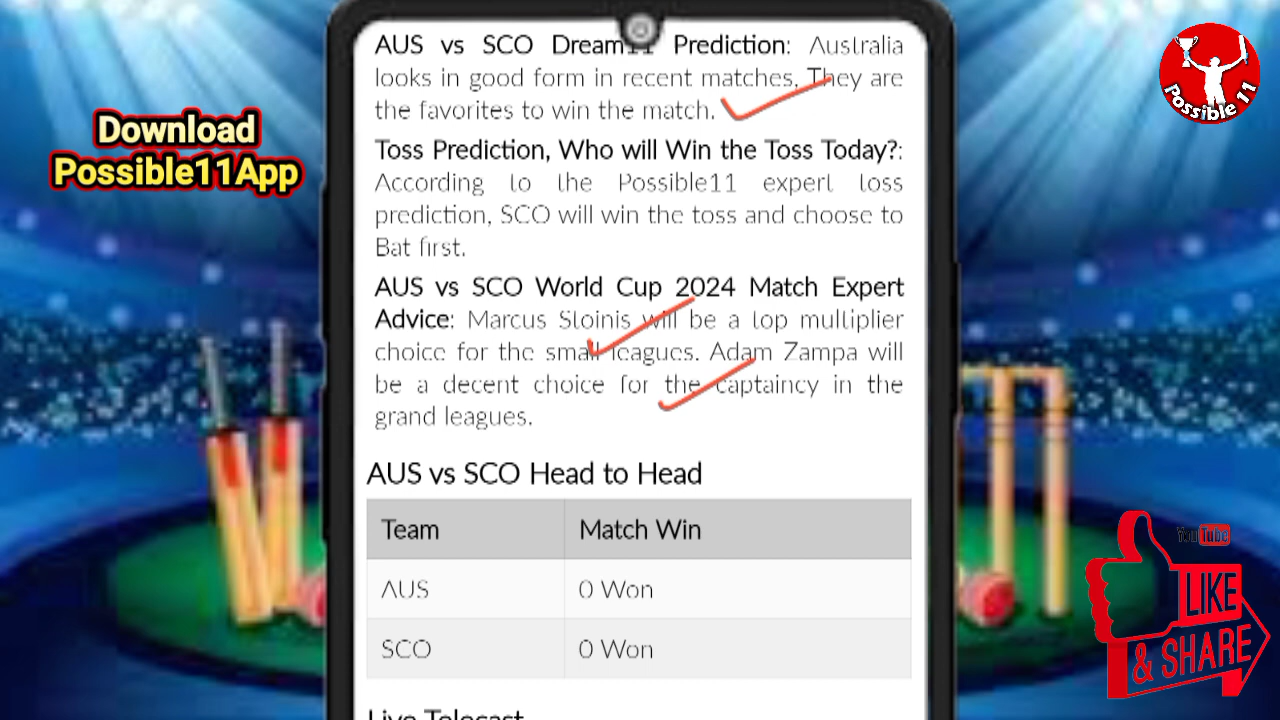 AUS vs SCO Dream11 Prediction: Australia
looks in good form in recent matches, They are
the favorites to win the match.
Toss Prediction, Who will Win the Toss Today?:
According to the Possible11 expert toss
prediction, SCO will win the toss and choose to
Bat first.
AUS vs SCO World Cup 2024 Match Expert
Advice: Marcus Stoinis will be a top multiplier
choice for the small leagues. Adam Zampa will
be a decent choice for the captaincy in the
grand leagues.
AUS vs SCO Head to Head
Team Match Win
AUS 0 Won
SCO 0 Won
Live Telecast
Download
Possible11App
Possible 11
YouTube
LIKE
& SHARE